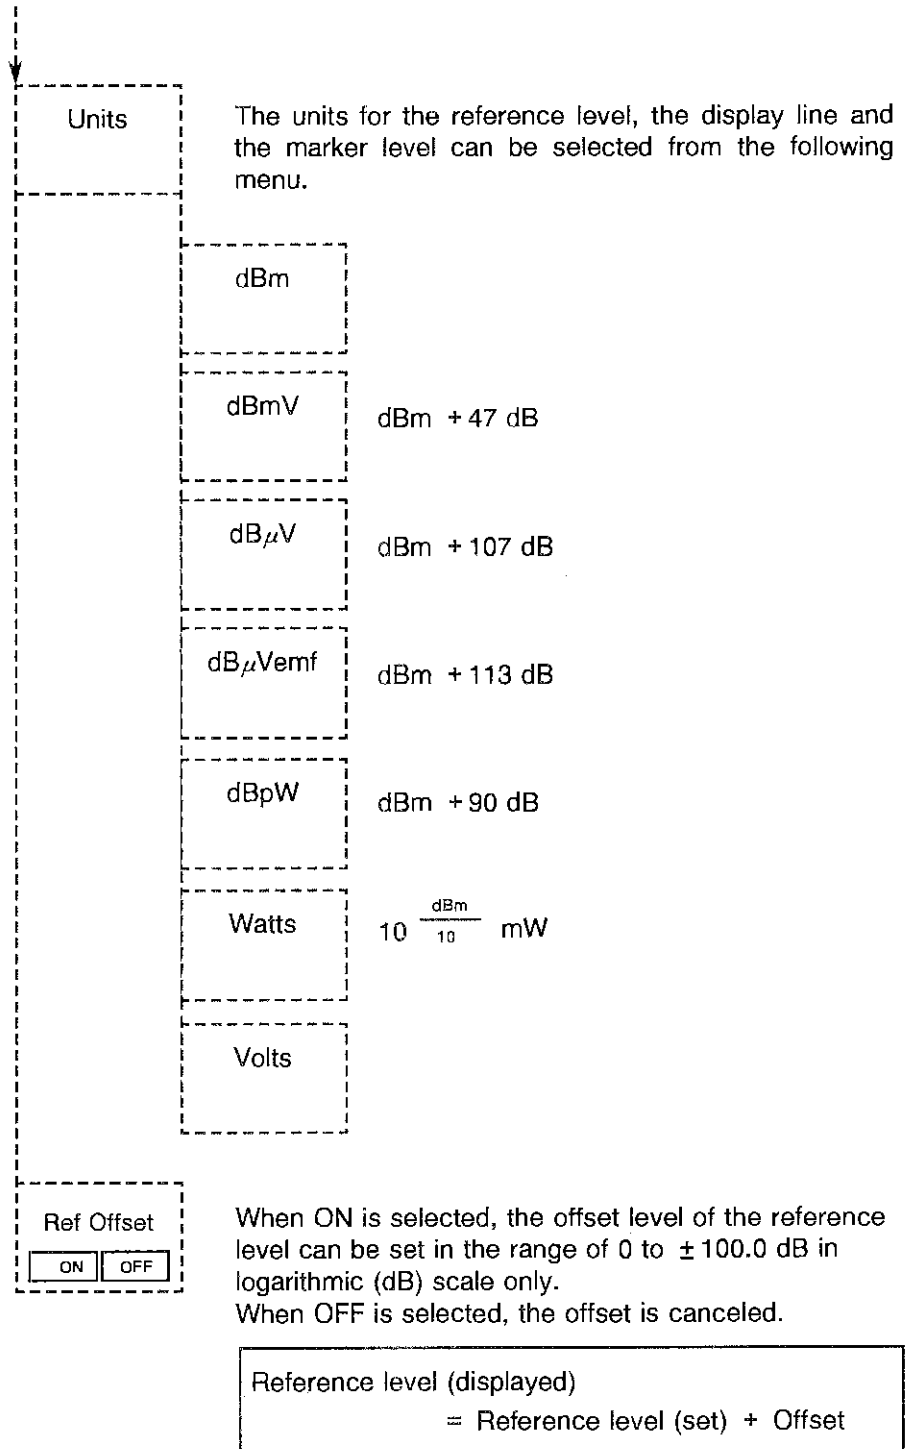 Units
The units for the reference level, the display line and
the marker level can be selected from the following
menu.
dBm
dBmV
dBm + 47 dB
dBµV
dBm + 107 dB
dBµVemf
dBm + 113 dB
dBpW
dBm + 90 dB
Watts
10 dBm/10 mW
Volts
Ref Offset
ON OFF
When ON is selected, the offset level of the reference
level can be set in the range of 0 to ± 100.0 dB in
logarithmic (dB) scale only.
When OFF is selected, the offset is canceled.
Reference level (displayed)
= Reference level (set) + Offset